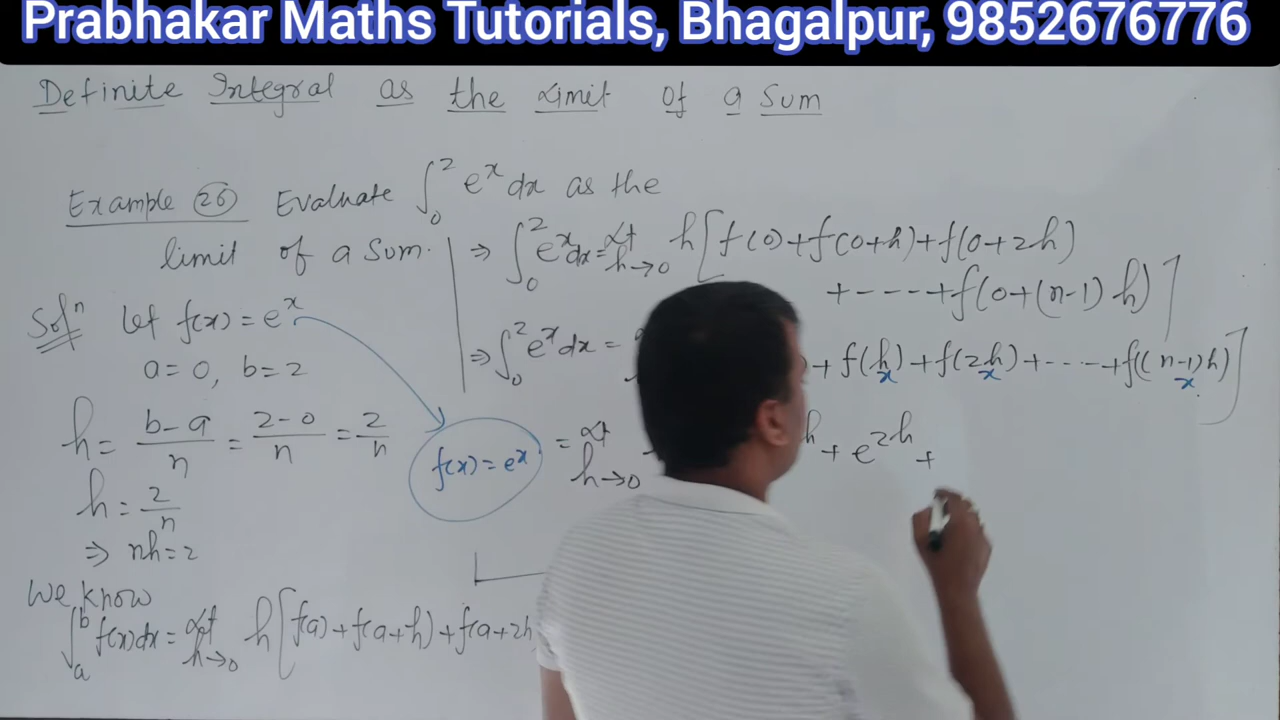 Prabhakar Maths Tutorials, Bhagalpur, 9852676776
Definite Integral as the Limit of a Sum
Example 26 Evaluate ∫₀² eˣ dx as the
limit of a Sum.
Solⁿ Let f(x) = eˣ
a = 0, b = 2
h = (b-a)/n = (2-0)/n = 2/n
h = 2/n
⇒ nh = 2
We know
∫ₐᵇ f(x)dx = Lt h→0 h[f(a)+f(a+h)+f(a+2h
⇒ ∫₀² eˣdx = Lt h→0 h[f(0)+f(0+h)+f(0+2h)
+----+f(0+(n-1)h)]
⇒ ∫₀² eˣdx =
)+f(h)+f(2h)+----+f((n-1)h)]
x x x
f(x) = eˣ
= Lt h→0
h + e²ʰ +